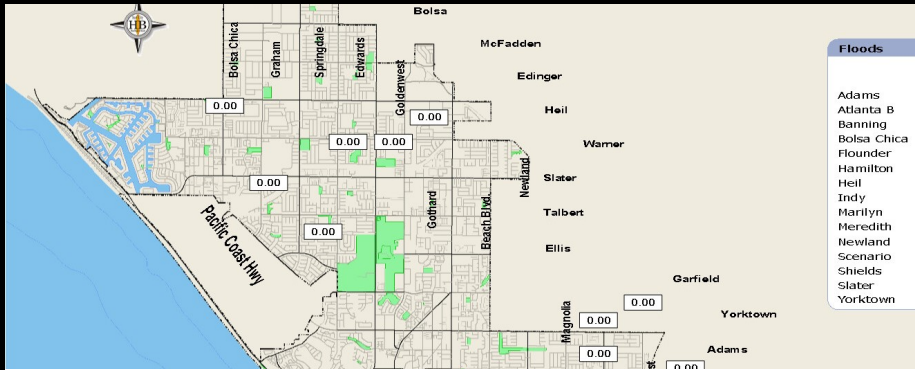 Bolsa
HB
Bolsa Chica
Graham
Springdale
Edwards
McFadden
Goldenwest
Edinger
0.00
Heil
0.00
0.00
0.00
Warner
0.00
Newland
Slater
Pacific Coast Hwy
Gothard
Beach Blvd.
Talbert
0.00
Ellis
Garfield
0.00
Magnolia
0.00
Yorktown
0.00
Adams
st
0.00
Floods
Adams
Atlanta B
Banning
Bolsa Chica
Flounder
Hamilton
Heil
Indy
Marilyn
Meredith
Newland
Scenario
Shields
Slater
Yorktown